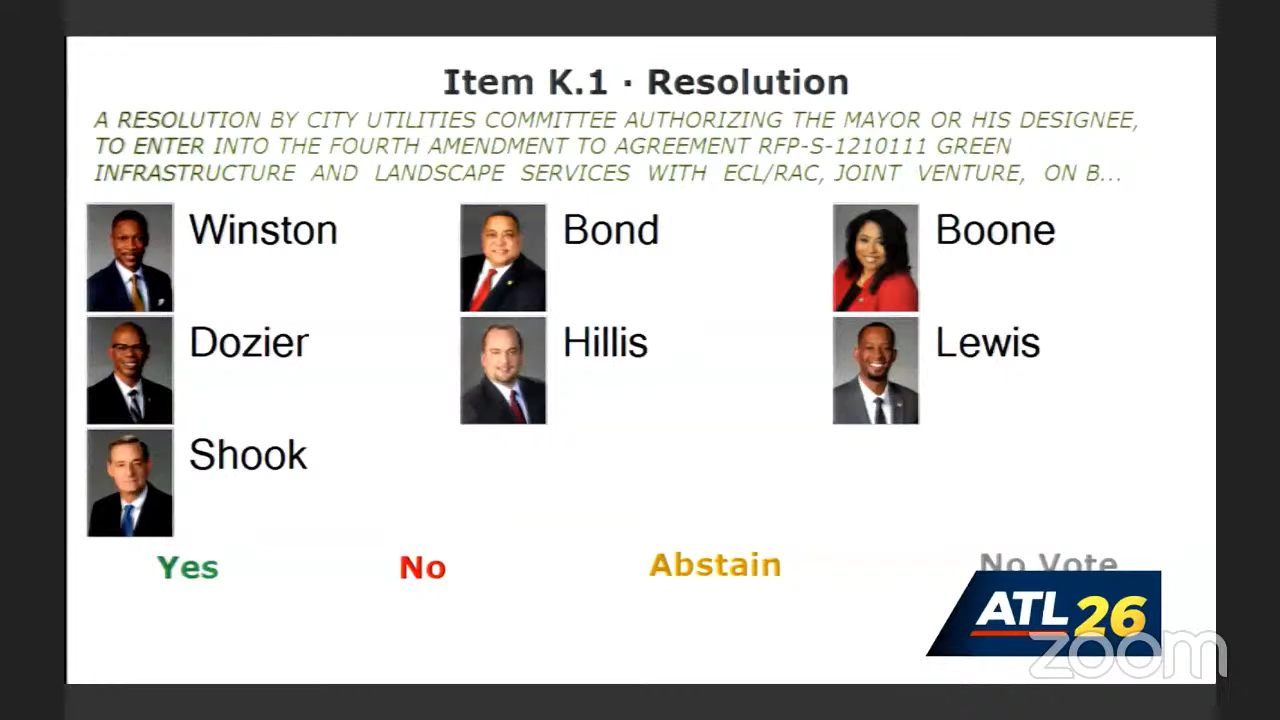 Item K.1 · Resolution
A RESOLUTION BY CITY UTILITIES COMMITTEE AUTHORIZING THE MAYOR OR HIS DESIGNEE,
TO ENTER INTO THE FOURTH AMENDMENT TO AGREEMENT RFP-S-1210111 GREEN
INFRASTRUCTURE AND LANDSCAPE SERVICES WITH ECL/RAC, JOINT VENTURE, ON B...
Winston Bond Boone
Dozier Hillis Lewis
Shook
Yes No Abstain No Vote
ATL 26
zoom